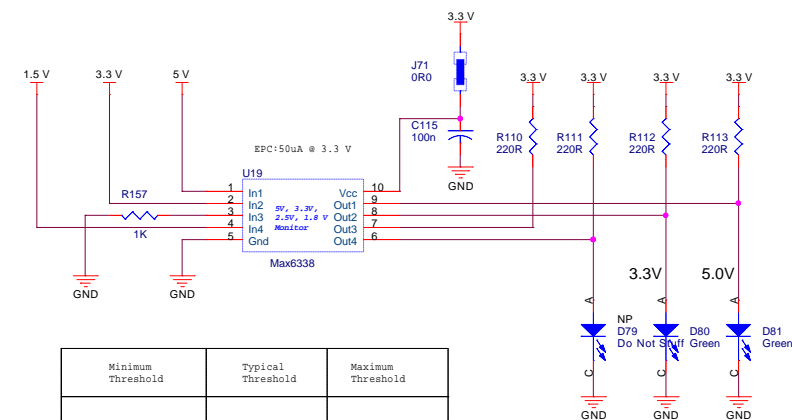 3.3 V
J71
0R0
1.5 V
3.3 V
5 V
3.3 V
3.3 V
3.3 V
3.3 V
C115
100n
R110
220R
R111
220R
R112
220R
R113
220R
EPC:50uA @ 3.3 V
GND
U19
R157
1K
1
2
3
4
5
In1
In2
In3
In4
Gnd
5V, 3.3V,
2.5V, 1.8 V
Monitor
Vcc
Out1
Out2
Out3
Out4
10
9
8
7
6
Max6338
GND
GND
3.3V
5.0V
A
A
A
NP
D79
Do Not Stuff
D80
Green
D81
Green
C
C
C
GND
GND
GND
Minimum
Threshold
Typical
Threshold
Maximum
Threshold